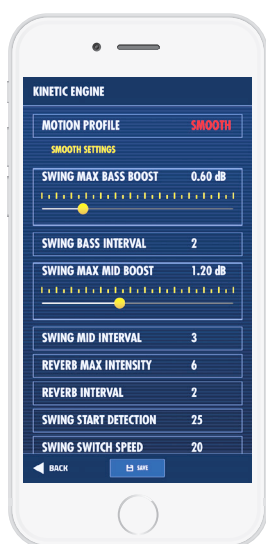 KINETIC ENGINE
MOTION PROFILE SMOOTH
SMOOTH SETTINGS
SWING MAX BASS BOOST 0.60 dB
SWING BASS INTERVAL 2
SWING MAX MID BOOST 1.20 dB
SWING MID INTERVAL 3
REVERB MAX INTENSITY 6
REVERB INTERVAL 2
SWING START DETECTION 25
SWING SWITCH SPEED 20
BACK SAVE